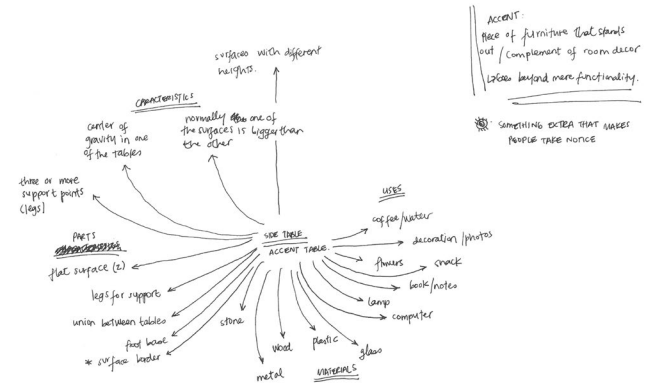 ACCENT:
Piece of furniture that stands
out / complement of room decor
↳ goes beyond mere functionality.
: SOMETHING EXTRA THAT MAKES
PEOPLE TAKE NOTICE
surfaces with different
heights.
CHARACTERISTICS
center of
gravity in one
of the tables
normally one of
the surfaces is bigger than
the other
three or more
support points
(legs)
PARTS
flat surface (2)
legs for support
union between tables
foot base
* surface border
SIDE TABLE
ACCENT TABLE.
USES
coffee/water
decoration/photos
flowers
snack
book/notes
lamp
computer
stone
metal
wood
plastic
glass
MATERIALS